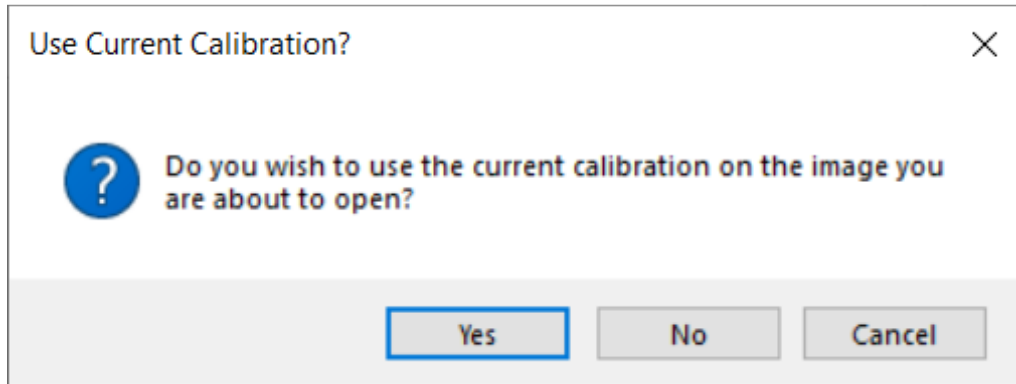 Use Current Calibration?
Do you wish to use the current calibration on the image you
are about to open?
Yes No Cancel